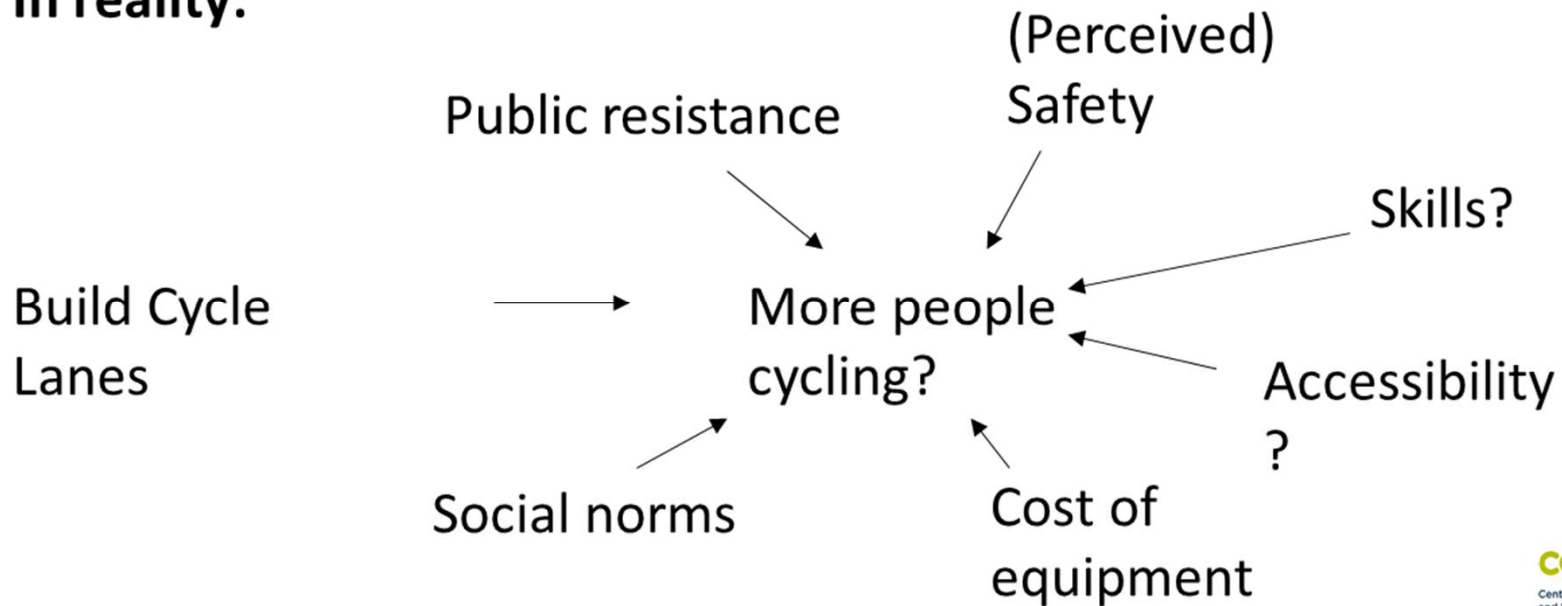 In reality:
(Perceived)
Safety
Public resistance
Skills?
Build Cycle
Lanes
More people
cycling?
Accessibility
?
Social norms
Cost of
equipment